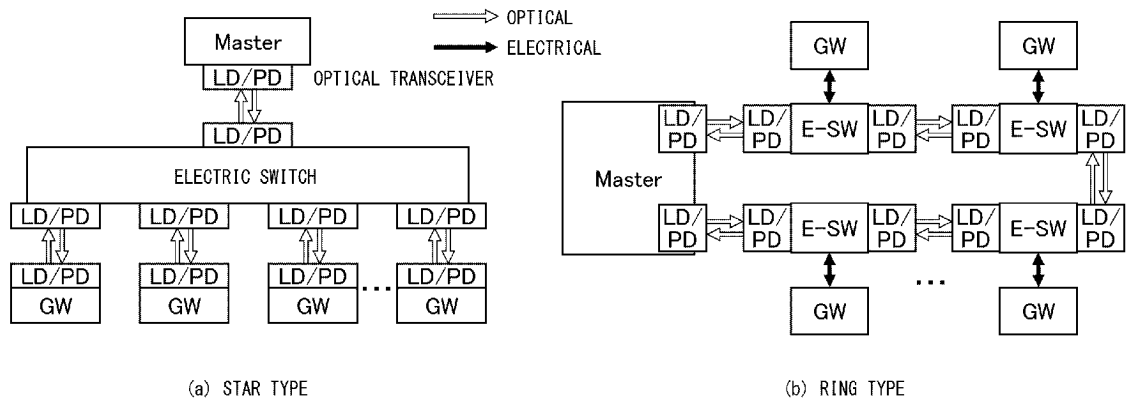 Master
LD/PD
OPTICAL TRANSCEIVER
LD/PD
ELECTRIC SWITCH
LD/PD LD/PD LD/PD LD/PD
LD/PD LD/PD LD/PD ... LD/PD
GW GW GW GW
(a) STAR TYPE
OPTICAL
ELECTRICAL
GW GW
LD/ LD/ E-SW LD/ LD/ E-SW LD/
PD PD PD PD PD
Master
LD/ LD/ E-SW LD/ LD/ E-SW LD/
PD PD PD PD PD
GW ... GW
(b) RING TYPE